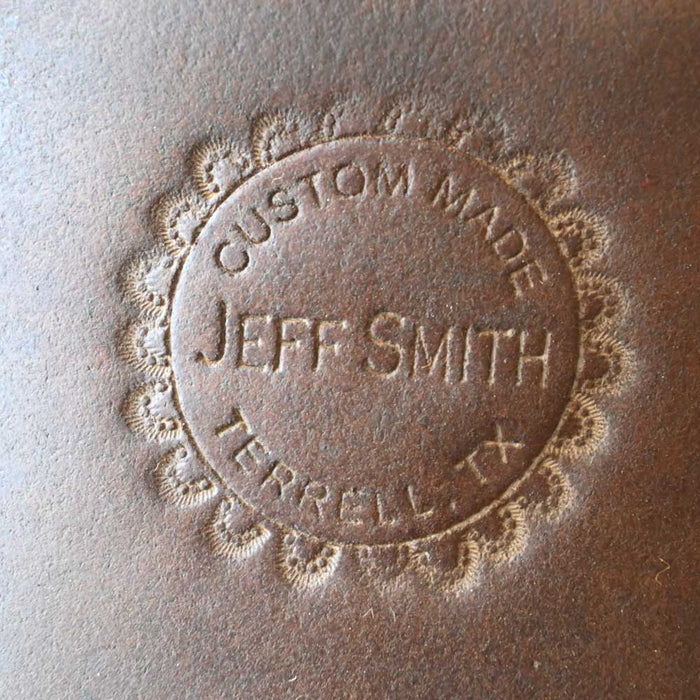 CUSTOM MADE
JEFF SMITH
TERRELL, TX